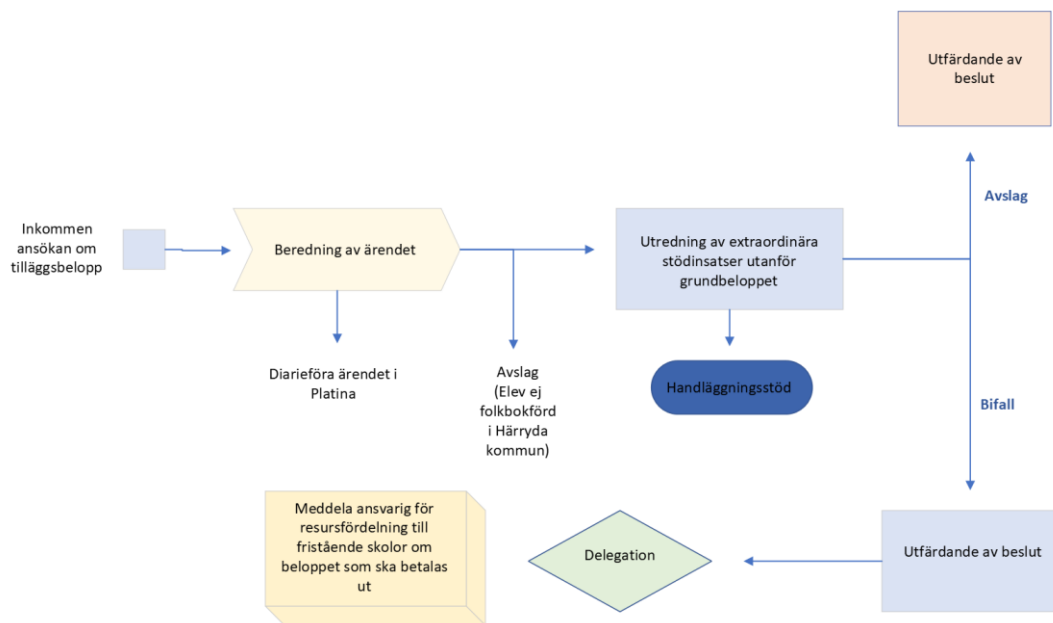 Inkommen
ansökan om
tilläggsbelopp
Beredning av ärendet
Diarieföra ärendet i
Platina
Avslag
(Elev ej
folkbokförd
i Härryda
kommun)
Utredning av extraordinära
stödinsatser utanför
grundbeloppet
Handläggningsstöd
Utfärdande av
beslut
Avslag
Bifall
Utfärdande av beslut
Delegation
Meddela ansvarig för
resursfördelning till
fristående skolor om
beloppet som ska betalas
ut